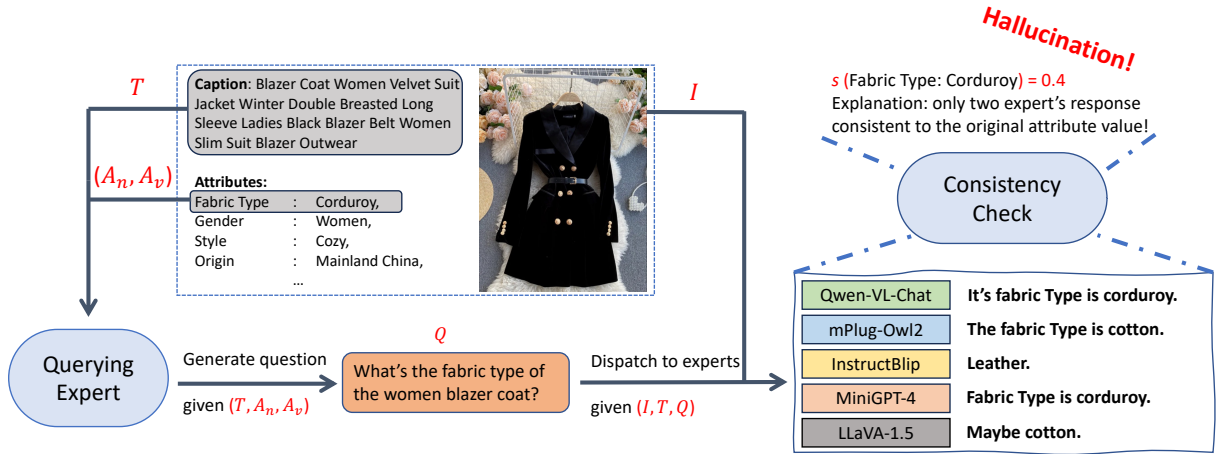 T
Caption: Blazer Coat Women Velvet Suit
Jacket Winter Double Breasted Long
Sleeve Ladies Black Blazer Belt Women
Slim Suit Blazer Outwear
I
(Aₙ, Aᵥ)
Attributes:
Fabric Type : Corduroy,
Gender : Women,
Style : Cozy,
Origin : Mainland China,
...
Hallucination!
s (Fabric Type: Corduroy) = 0.4
Explanation: only two expert's response
consistent to the original attribute value!
Consistency
Check
Querying
Expert
Generate question
given (T, Aₙ, Aᵥ)
Q
What's the fabric type of
the women blazer coat?
Dispatch to experts
given (I, T, Q)
Qwen-VL-Chat It's fabric Type is corduroy.
mPlug-Owl2 The fabric Type is cotton.
InstructBlip Leather.
MiniGPT-4 Fabric Type is corduroy.
LLaVA-1.5 Maybe cotton.